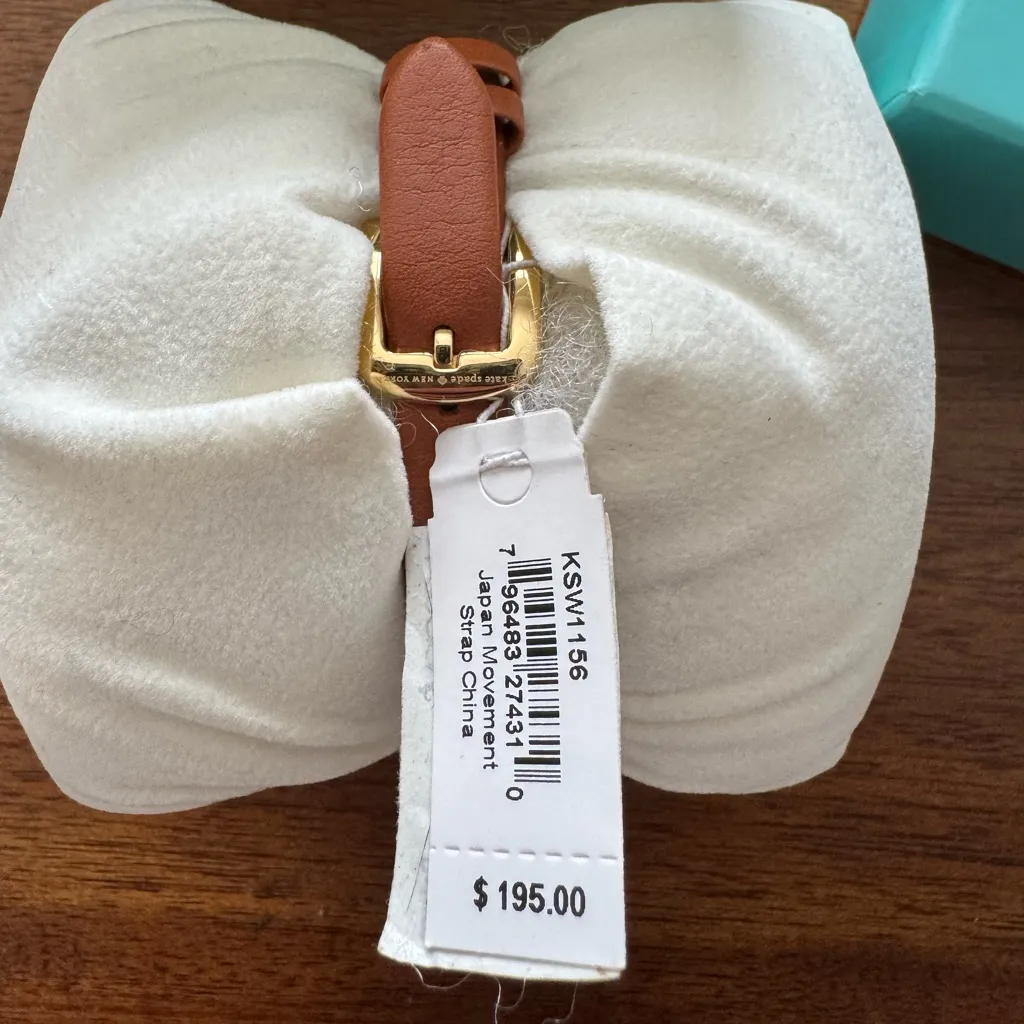 kate spade NEW YORK
KSW1156
7 96483 27431 0
Japan Movement
Strap China
$ 195.00